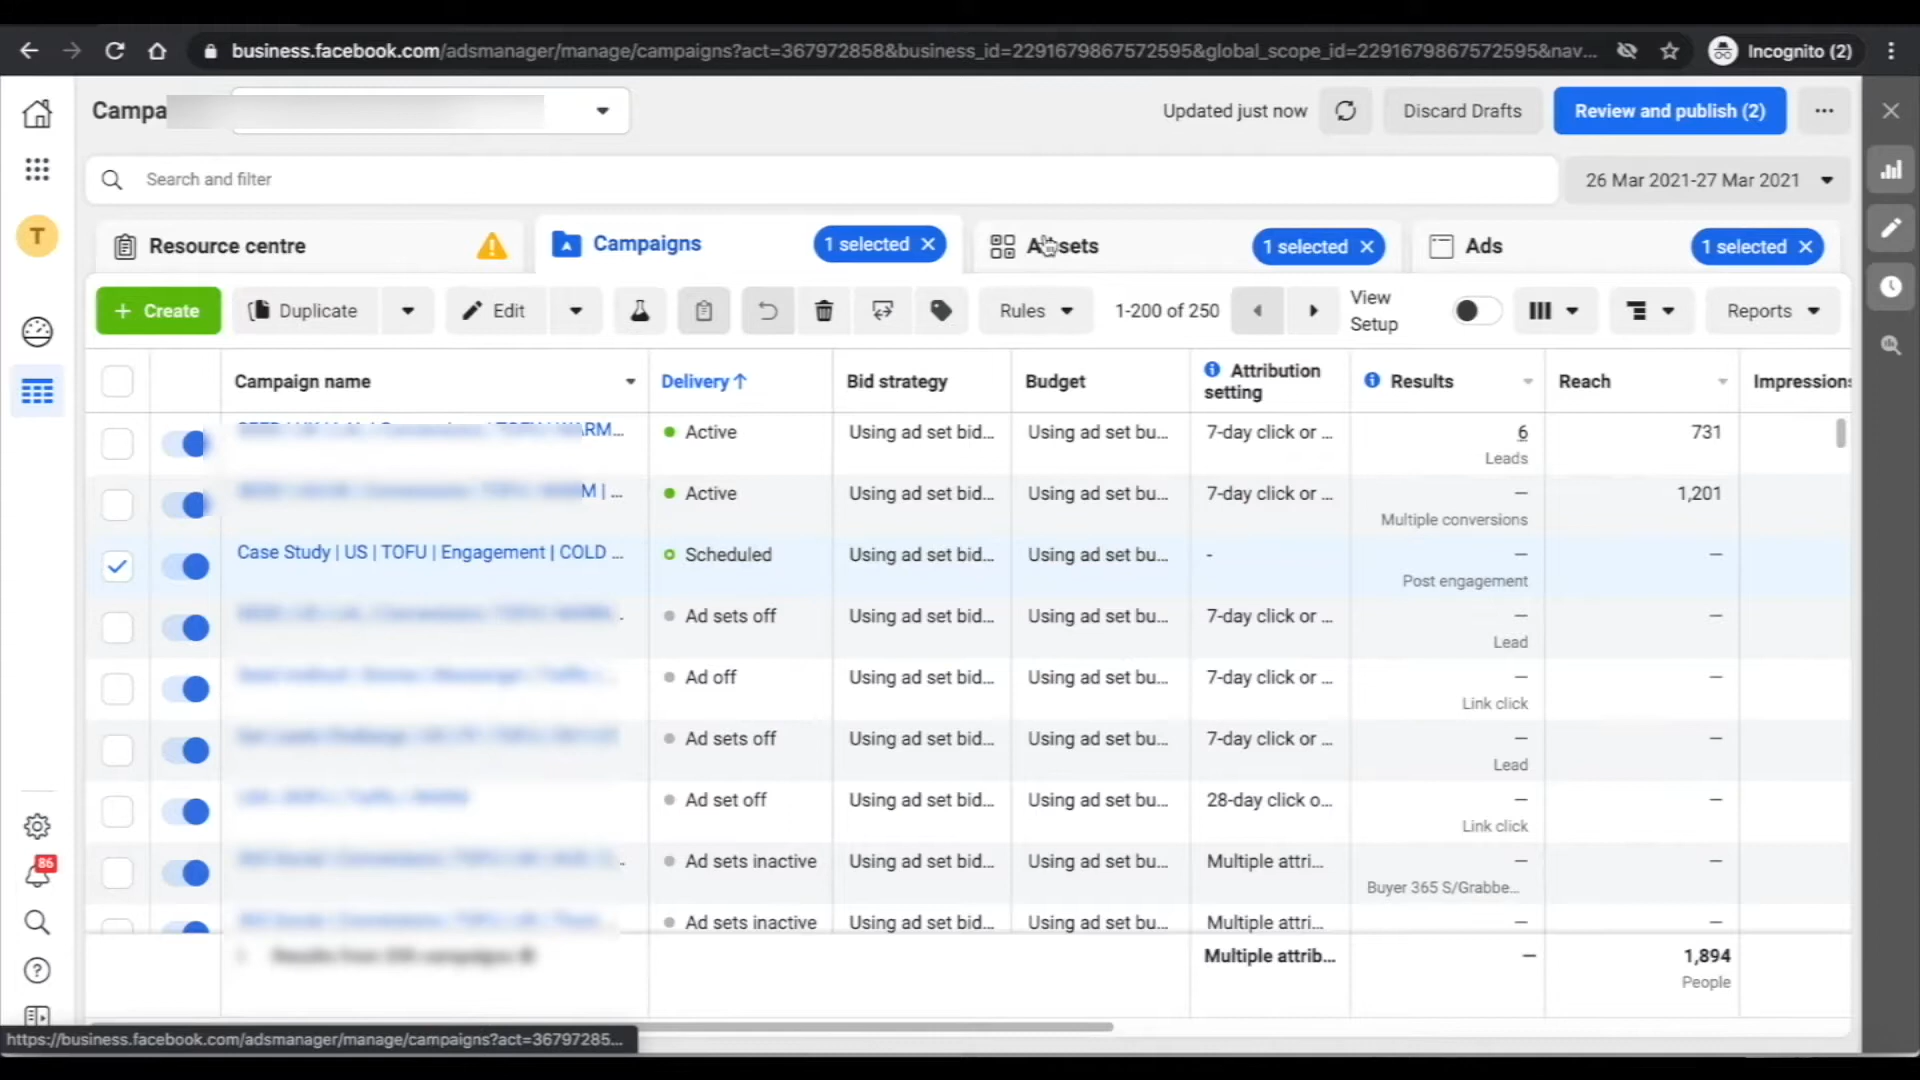 business.facebook.com/adsmanager/manage/campaigns?act=367972858&business_id=2291679867572595&global_scope_id=2291679867572595&nav...
Incognito (2)
Campa
Updated just now
Discard Drafts
Review and publish (2)
Search and filter
26 Mar 2021-27 Mar 2021
T
Resource centre
Campaigns
1 selected
1 selected
Ads
1 selected
+ Create
Duplicate
Edit
Rules
1-200 of 250
View
Setup
Reports
Campaign name
Delivery↑
Bid strategy
Budget
Attribution
setting
Results
Reach
Impressions
Active
Using ad set bid...
Using ad set bu...
7-day click or ...
6
731
Leads
M | ...
Active
Using ad set bid...
Using ad set bu...
7-day click or ...
—
1,201
Multiple conversions
Case Study | US | TOFU | Engagement | COLD ...
Scheduled
Using ad set bid...
Using ad set bu...
-
—
—
Post engagement
Ad sets off
Using ad set bid...
Using ad set bu...
7-day click or ...
—
—
Lead
Ad off
Using ad set bid...
Using ad set bu...
7-day click or ...
—
—
Link click
Ad sets off
Using ad set bid...
Using ad set bu...
7-day click or ...
—
—
Lead
Ad set off
Using ad set bid...
Using ad set bu...
28-day click o...
—
—
Link click
Ad sets inactive
Using ad set bid...
Using ad set bu...
Multiple attri...
—
—
Buyer 365 S/Grabbe...
Ad sets inactive
Using ad set bid...
Using ad set bu...
Multiple attri...
—
—
Multiple attrib...
—
1,894
People
86
https://business.facebook.com/adsmanager/manage/campaigns?act=36797285...